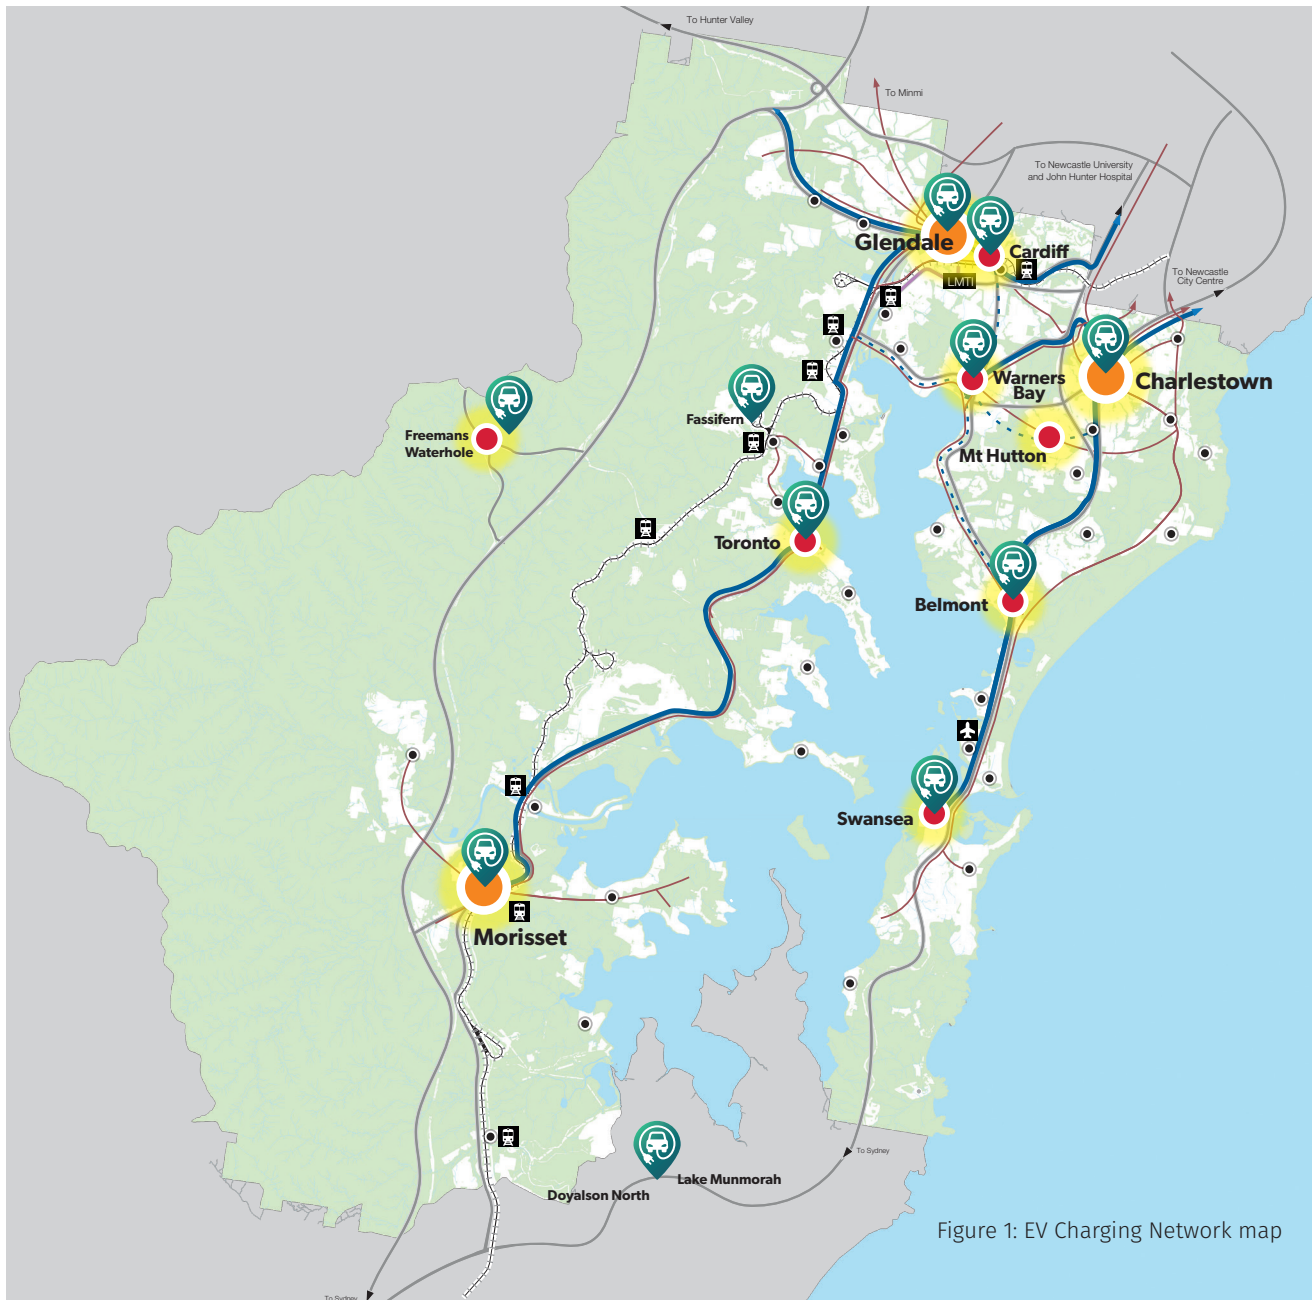 To Hunter Valley
To Minmi
To Newcastle University
and John Hunter Hospital
Glendale
Cardiff
LMTI
To Newcastle
City Centre
Warners
Bay
Charlestown
Fassifern
Freemans
Waterhole
Mt Hutton
Toronto
Belmont
Swansea
Morisset
To Sydney
Lake Munmorah
Doyalson North
Figure 1: EV Charging Network map
To Sydney